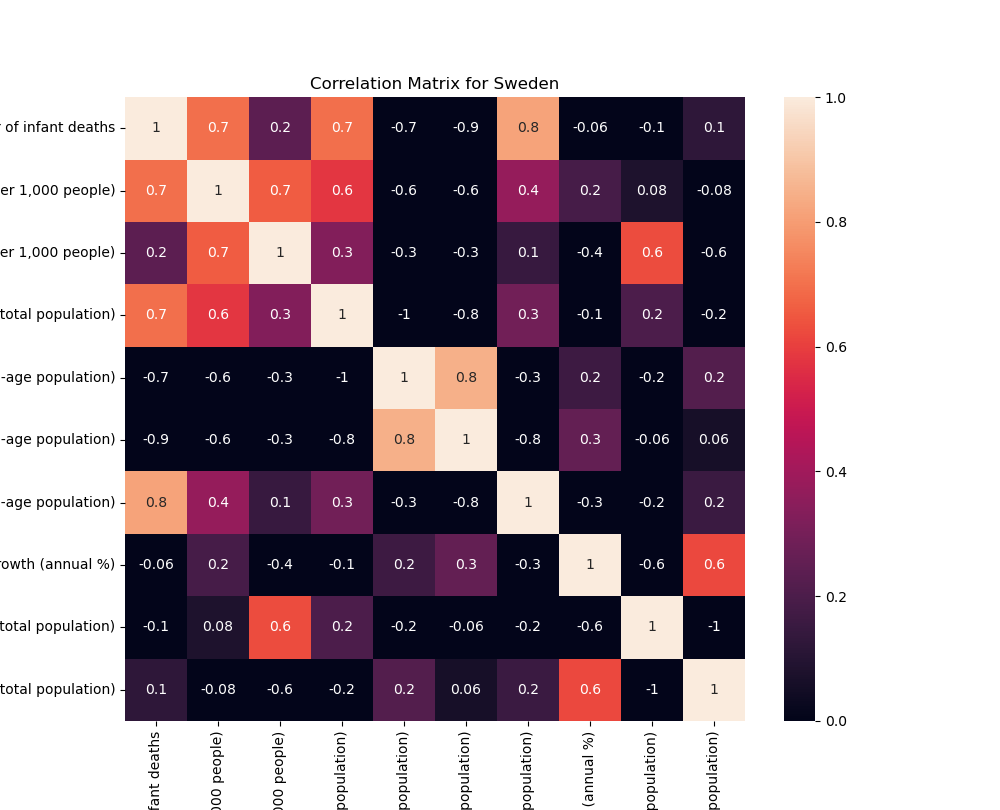 Correlation Matrix for Sweden
of infant deaths 1 0.7 0.2 0.7 -0.7 -0.9 0.8 -0.06 -0.1 0.1
1,000 people) 0.7 1 0.7 0.6 -0.6 -0.6 0.4 0.2 0.08 -0.08
1,000 people) 0.2 0.7 1 0.3 -0.3 -0.3 0.1 -0.4 0.6 -0.6
total population) 0.7 0.6 0.3 1 -1 -0.8 0.3 -0.1 0.2 -0.2
-age population) -0.7 -0.6 -0.3 -1 1 0.8 -0.3 0.2 -0.2 0.2
-age population) -0.9 -0.6 -0.3 -0.8 0.8 1 -0.8 0.3 -0.06 0.06
-age population) 0.8 0.4 0.1 0.3 -0.3 -0.8 1 -0.3 -0.2 0.2
(annual %) -0.06 0.2 -0.4 -0.1 0.2 0.3 -0.3 1 -0.6 0.6
total population) -0.1 0.08 0.6 0.2 -0.2 -0.06 -0.2 -0.6 1 -1
total population) 0.1 -0.08 -0.6 -0.2 0.2 0.06 0.2 0.6 -1 1
deaths
people)
people)
population)
population)
population)
population)
(annual %)
population)
population)
1.0
0.8
0.6
0.4
0.2
0.0